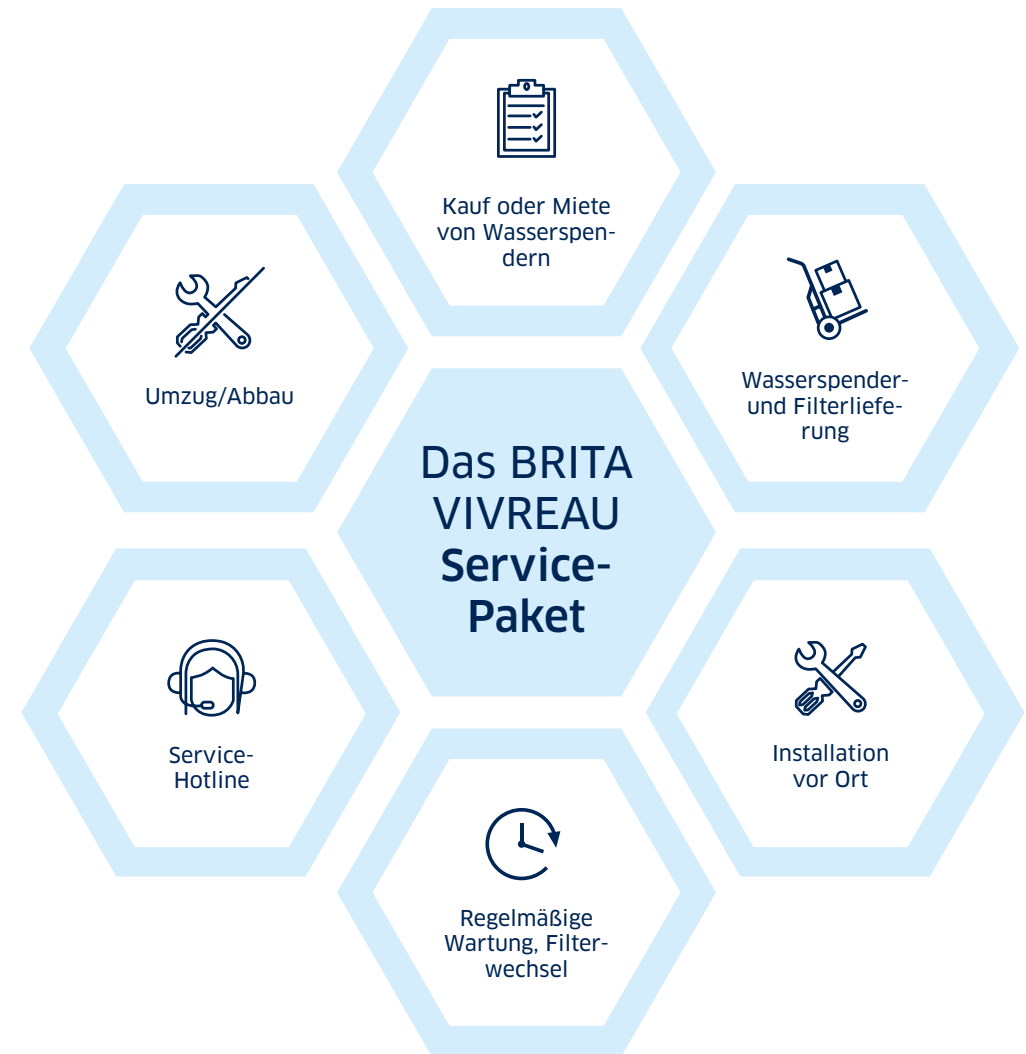 Kauf oder Miete
von Wasserspen-
dern
Wasserspender-
und Filterliefe-
rung
Umzug/Abbau
Das BRITA
VIVREAU
Service-
Paket
Installation
vor Ort
Service-
Hotline
Regelmäßige
Wartung, Filter-
wechsel